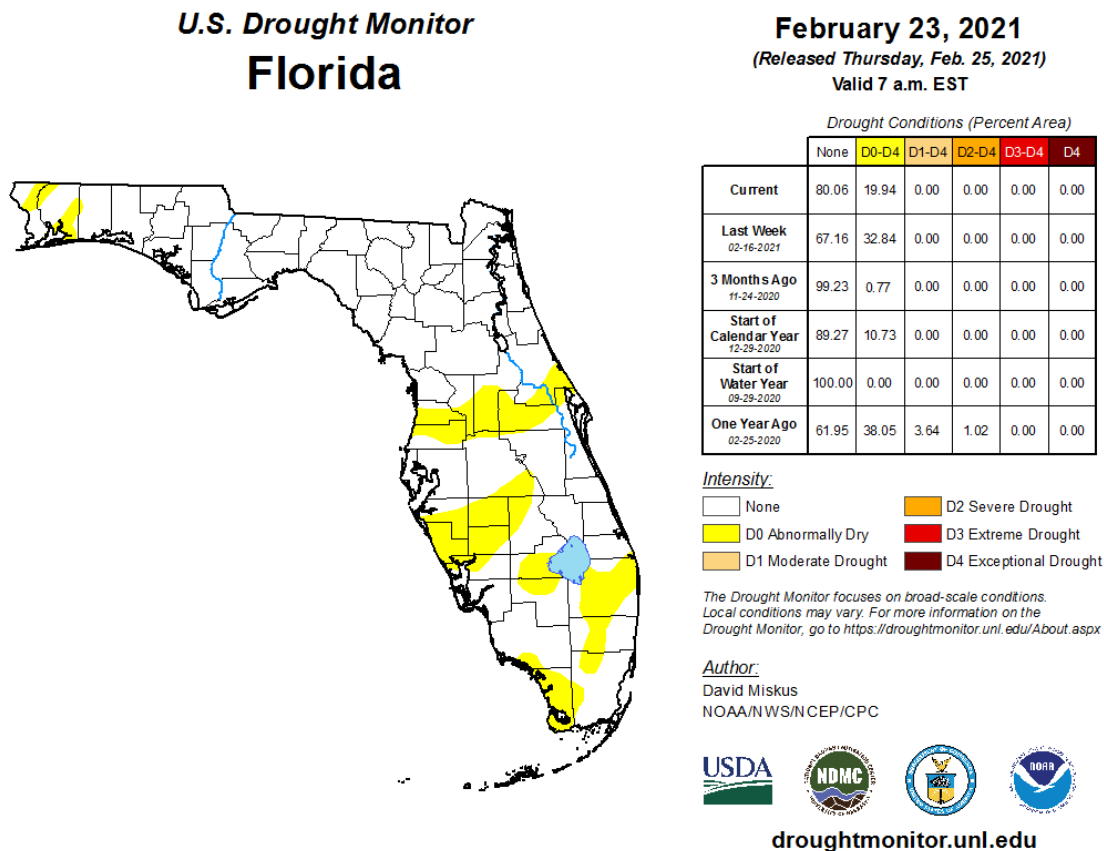 U.S. Drought Monitor
Florida
February 23, 2021
(Released Thursday, Feb. 25, 2021)
Valid 7 a.m. EST
Drought Conditions (Percent Area)
None D0-D4 D1-D4 D2-D4 D3-D4 D4
Current 80.06 19.94 0.00 0.00 0.00 0.00
Last Week 67.16 32.84 0.00 0.00 0.00 0.00
02-16-2021
3 Months Ago 99.23 0.77 0.00 0.00 0.00 0.00
11-24-2020
Start of
Calendar Year 89.27 10.73 0.00 0.00 0.00 0.00
12-29-2020
Start of
Water Year 100.00 0.00 0.00 0.00 0.00 0.00
09-29-2020
One Year Ago 61.95 38.05 3.64 1.02 0.00 0.00
02-25-2020
Intensity:
None
D0 Abnormally Dry
D1 Moderate Drought
D2 Severe Drought
D3 Extreme Drought
D4 Exceptional Drought
The Drought Monitor focuses on broad-scale conditions.
Local conditions may vary. For more information on the
Drought Monitor, go to https://droughtmonitor.unl.edu/About.aspx
Author:
David Miskus
NOAA/NWS/NCEP/CPC
USDA
NDMC
NOAA
droughtmonitor.unl.edu